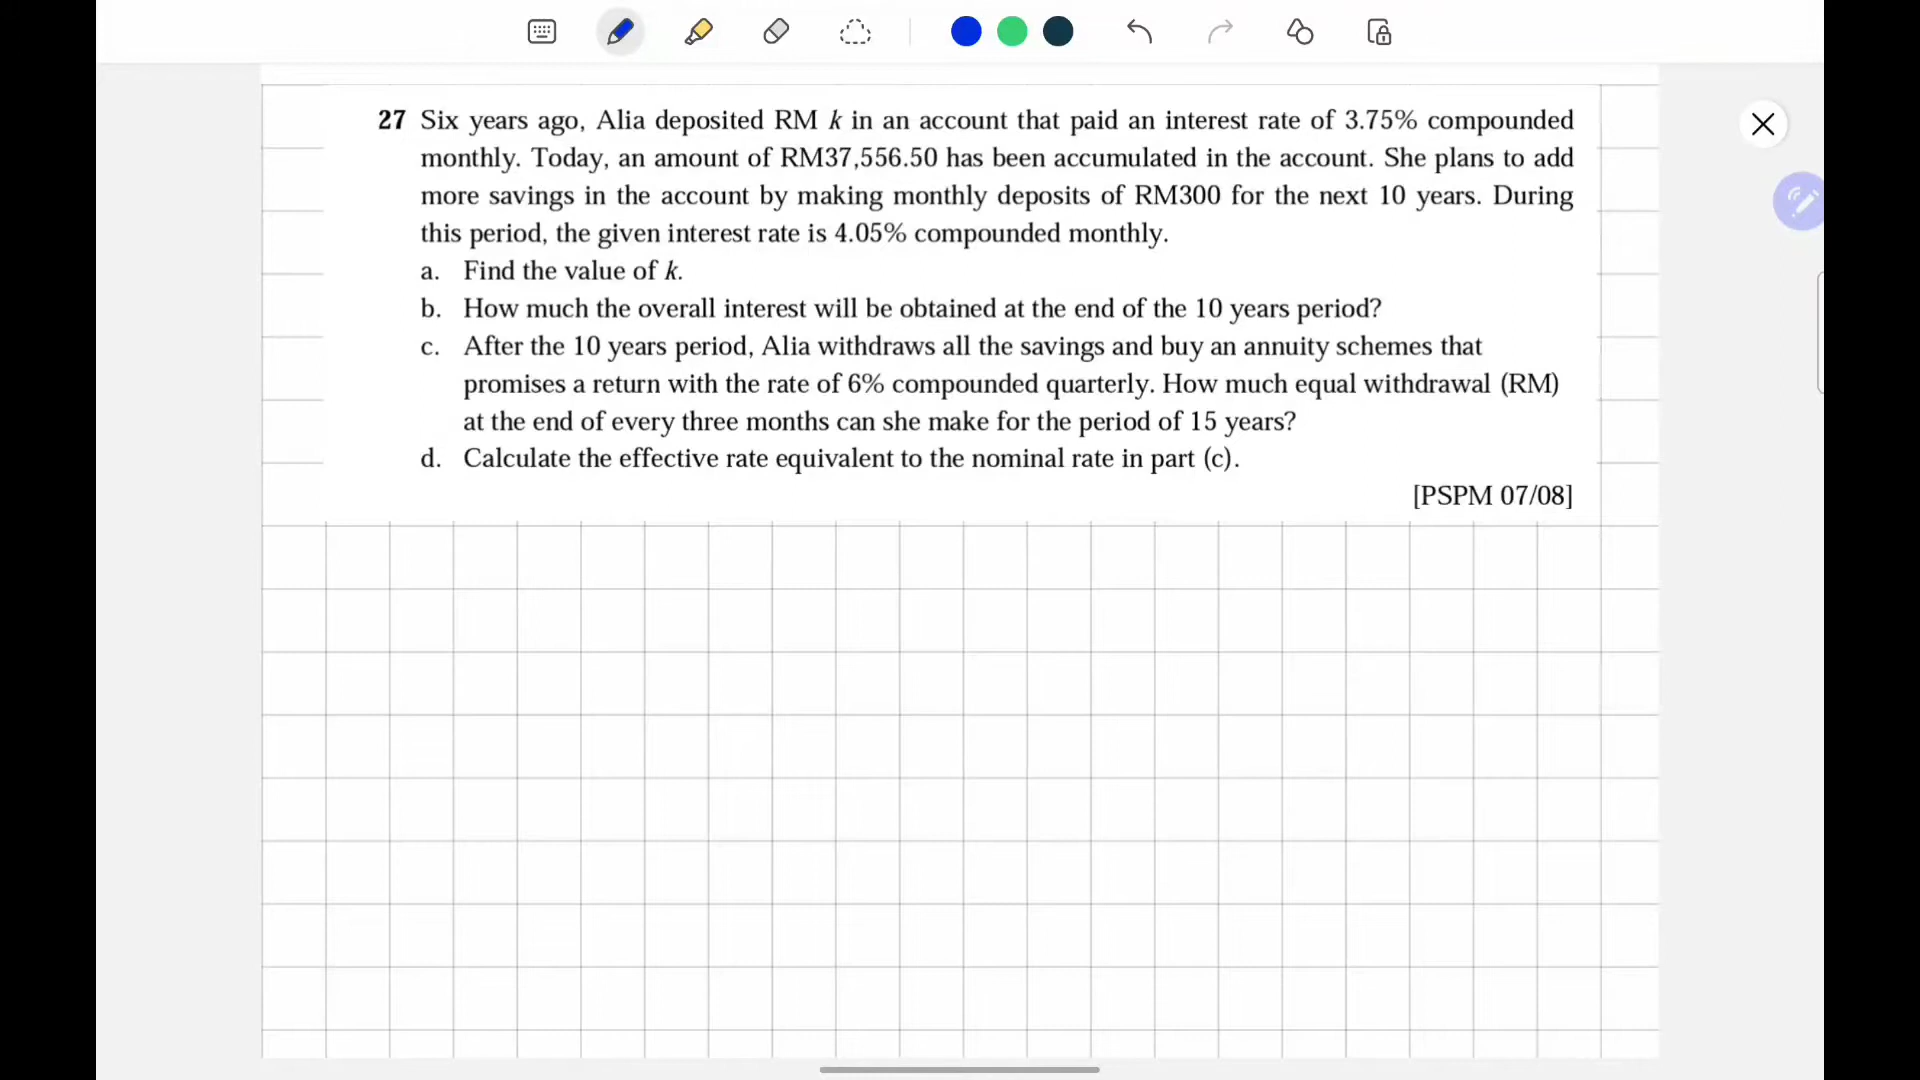 27 Six years ago, Alia deposited RM k in an account that paid an interest rate of 3.75% compounded
monthly. Today, an amount of RM37,556.50 has been accumulated in the account. She plans to add
more savings in the account by making monthly deposits of RM300 for the next 10 years. During
this period, the given interest rate is 4.05% compounded monthly.
a. Find the value of k.
b. How much the overall interest will be obtained at the end of the 10 years period?
c. After the 10 years period, Alia withdraws all the savings and buy an annuity schemes that
promises a return with the rate of 6% compounded quarterly. How much equal withdrawal (RM)
at the end of every three months can she make for the period of 15 years?
d. Calculate the effective rate equivalent to the nominal rate in part (c).
[PSPM 07/08]